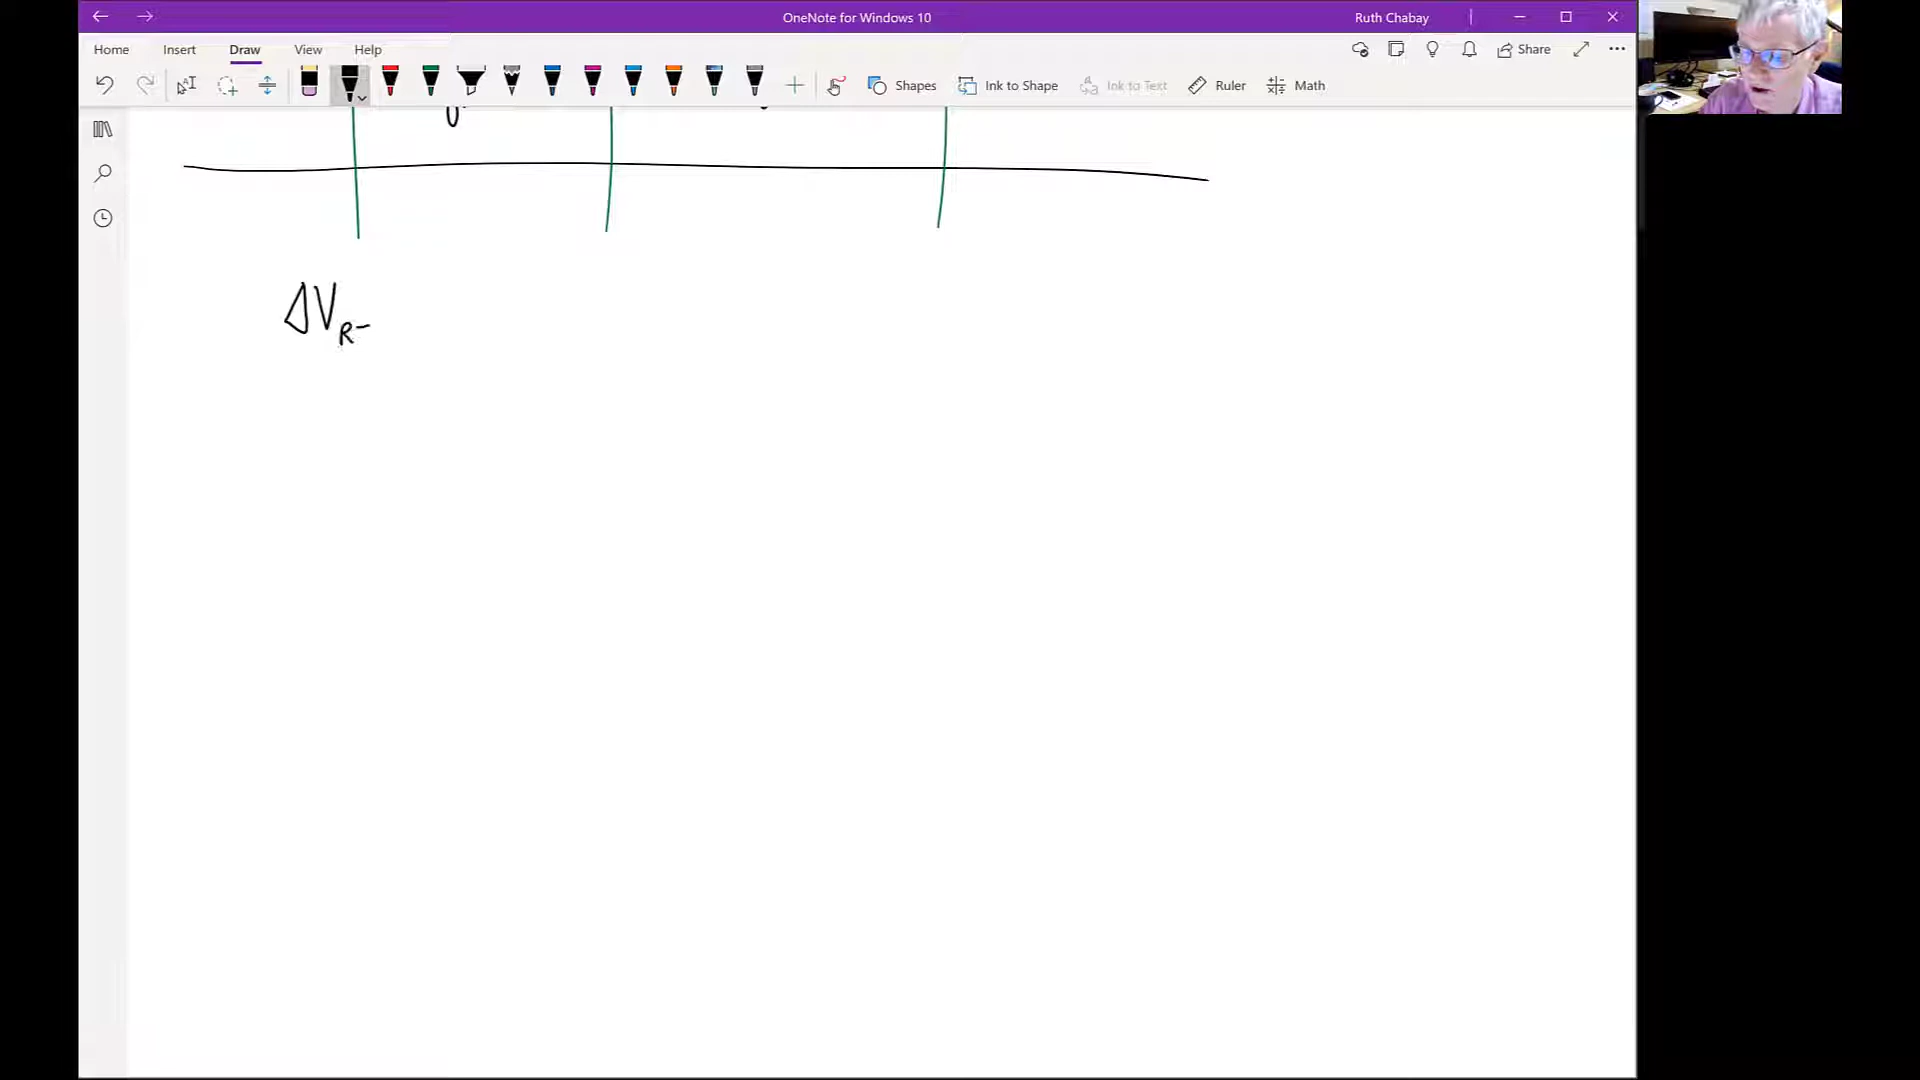 OneNote for Windows 10
Ruth Chabay
Home Insert Draw View Help
Share
Shapes Ink to Shape Ink to Text Ruler Math
ΔV_R-